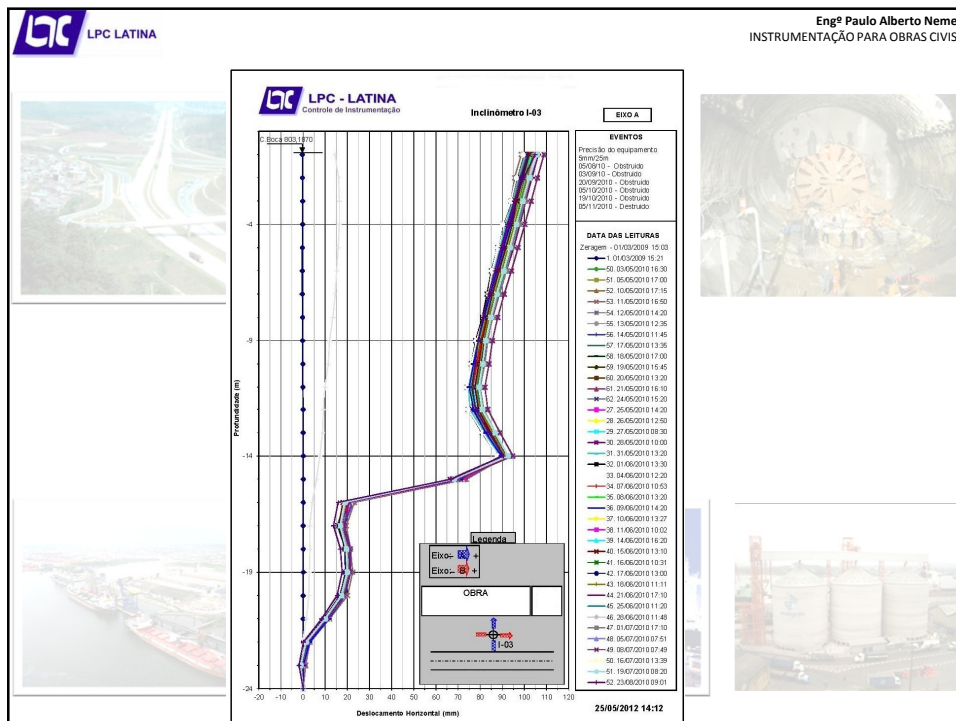 LPC LATINA
Engº Paulo Alberto Neme
INSTRUMENTAÇÃO PARA OBRAS CIVIS
LPC - LATINA
Controle de Instrumentação
Inclinômetro I-03
EIXO A
C.Boca 803,1870
EVENTOS
Precisão do equipamento
5mm/25m
05/08/10 - Obstruido
03/09/10 - Obstruido
20/09/2010 - Obstruido
05/10/2010 - Obstruido
19/10/2010 - Obstruido
05/11/2010 - Destruido
DATA DAS LEITURAS
Zeragem - 01/03/2009 15:03
1. 01/03/2009 15:21
50. 03/05/2010 16:30
51. 05/05/2010 17:00
52. 10/05/2010 17:15
53. 11/05/2010 16:50
54. 12/05/2010 14:20
55. 13/05/2010 12:35
56. 14/05/2010 11:45
57. 17/05/2010 13:35
58. 18/05/2010 17:00
59. 19/05/2010 15:45
60. 20/05/2010 13:20
61. 21/05/2010 16:10
62. 24/05/2010 15:20
27. 25/05/2010 14:20
28. 26/05/2010 12:50
29. 27/05/2010 08:30
30. 28/05/2010 10:00
31. 31/05/2010 13:20
32. 01/06/2010 13:30
33. 04/06/2010 12:20
34. 07/06/2010 10:53
35. 08/06/2010 13:20
36. 09/06/2010 14:20
37. 10/06/2010 13:27
38. 11/06/2010 10:02
39. 14/06/2010 16:20
40. 15/06/2010 13:10
41. 16/06/2010 10:31
42. 17/06/2010 13:00
43. 18/06/2010 11:11
44. 21/06/2010 17:10
45. 25/06/2010 11:20
46. 28/06/2010 11:48
47. 01/07/2010 17:10
48. 05/07/2010 07:51
49. 08/07/2010 07:49
50. 16/07/2010 13:39
51. 19/07/2010 08:20
52. 23/08/2010 09:01
Profundidade (m)
-4
-9
-14
-19
-24
Legenda
Eixo- A +
Eixo- B +
OBRA
I-03
-20 -10 0 10 20 30 40 50 60 70 80 90 100 110 120
Deslocamento Horizontal (mm)
25/05/2012 14:12